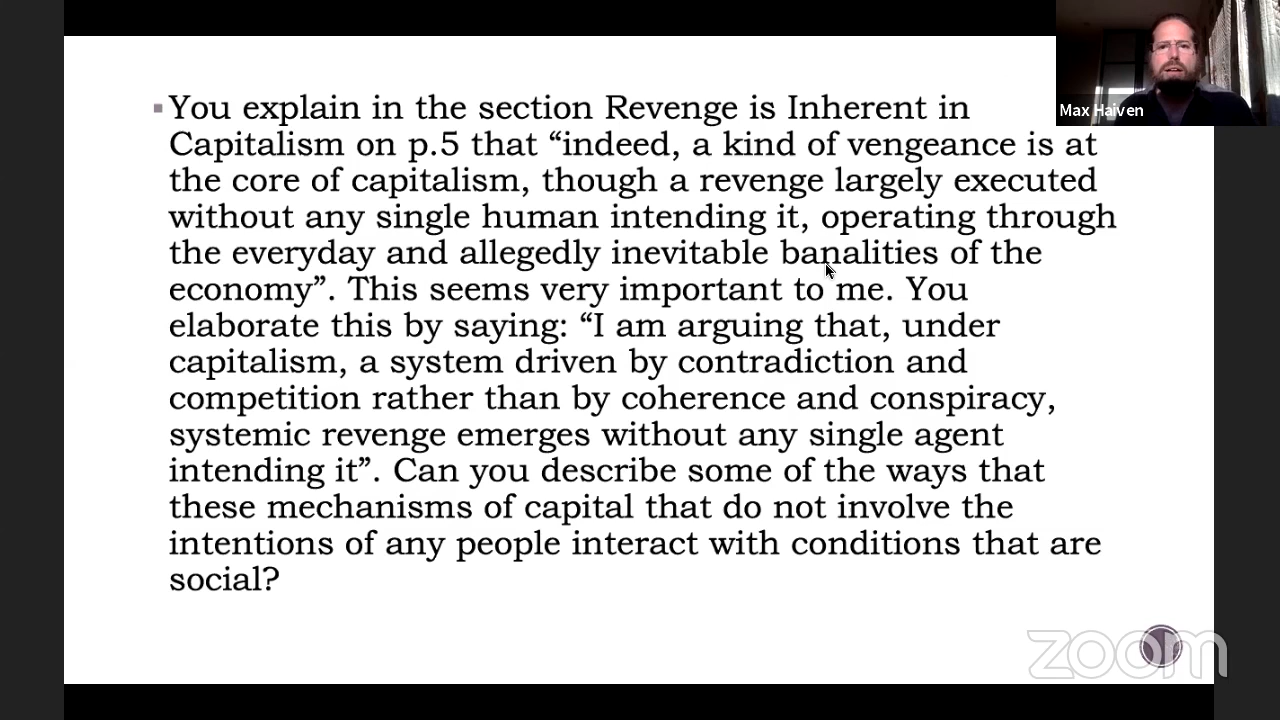 Max Haiven
▪You explain in the section Revenge is Inherent in
Capitalism on p.5 that “indeed, a kind of vengeance is at
the core of capitalism, though a revenge largely executed
without any single human intending it, operating through
the everyday and allegedly inevitable banalities of the
economy”. This seems very important to me. You
elaborate this by saying: “I am arguing that, under
capitalism, a system driven by contradiction and
competition rather than by coherence and conspiracy,
systemic revenge emerges without any single agent
intending it”. Can you describe some of the ways that
these mechanisms of capital that do not involve the
intentions of any people interact with conditions that are
social?
zoom